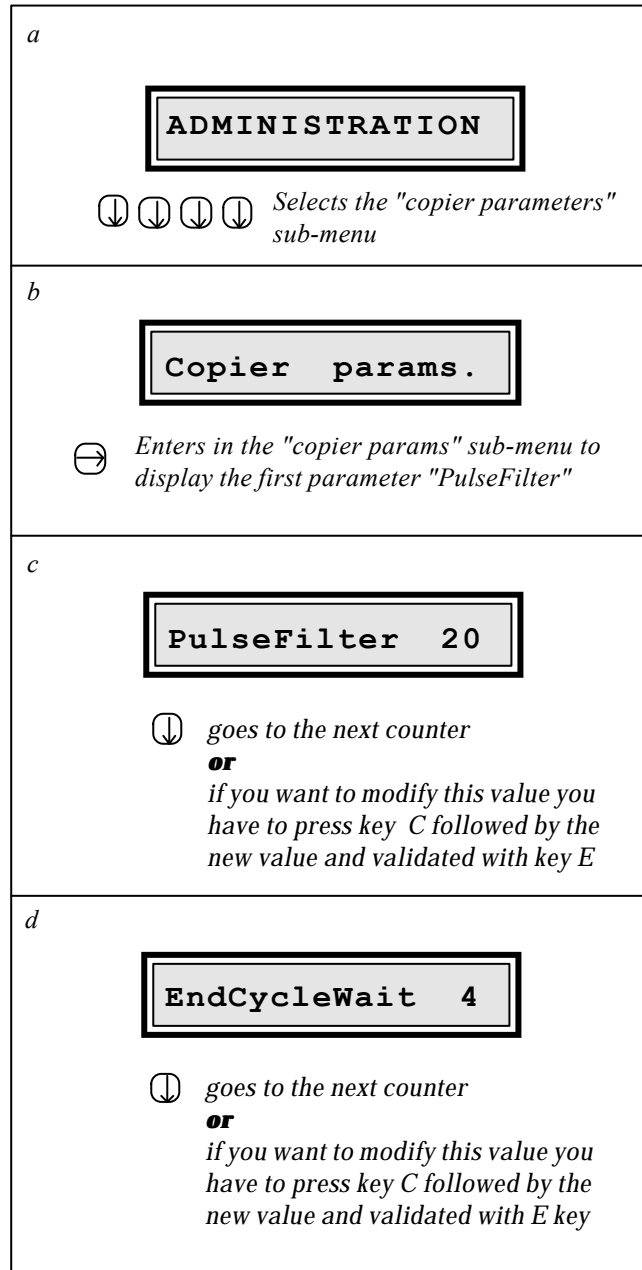 a
ADMINISTRATION
Selects the "copier parameters"
sub-menu
b
Copier params.
Enters in the "copier params" sub-menu to
display the first parameter "PulseFilter"
c
PulseFilter 20
goes to the next counter
or
if you want to modify this value you
have to press key C followed by the
new value and validated with key E
d
EndCycleWait 4
goes to the next counter
or
if you want to modify this value you
have to press key C followed by the
new value and validated with E key